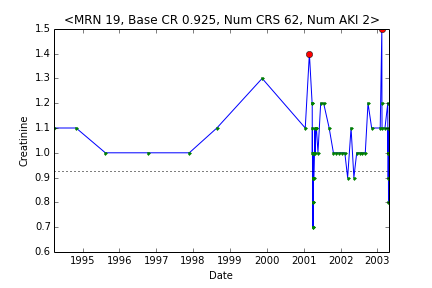 <MRN 19, Base CR 0.925, Num CRS 62, Num AKI 2>
1.5
1.4
1.3
1.2
1.1
1.0
0.9
0.8
0.7
0.6
Creatinine
1995 1996 1997 1998 1999 2000 2001 2002 2003
Date